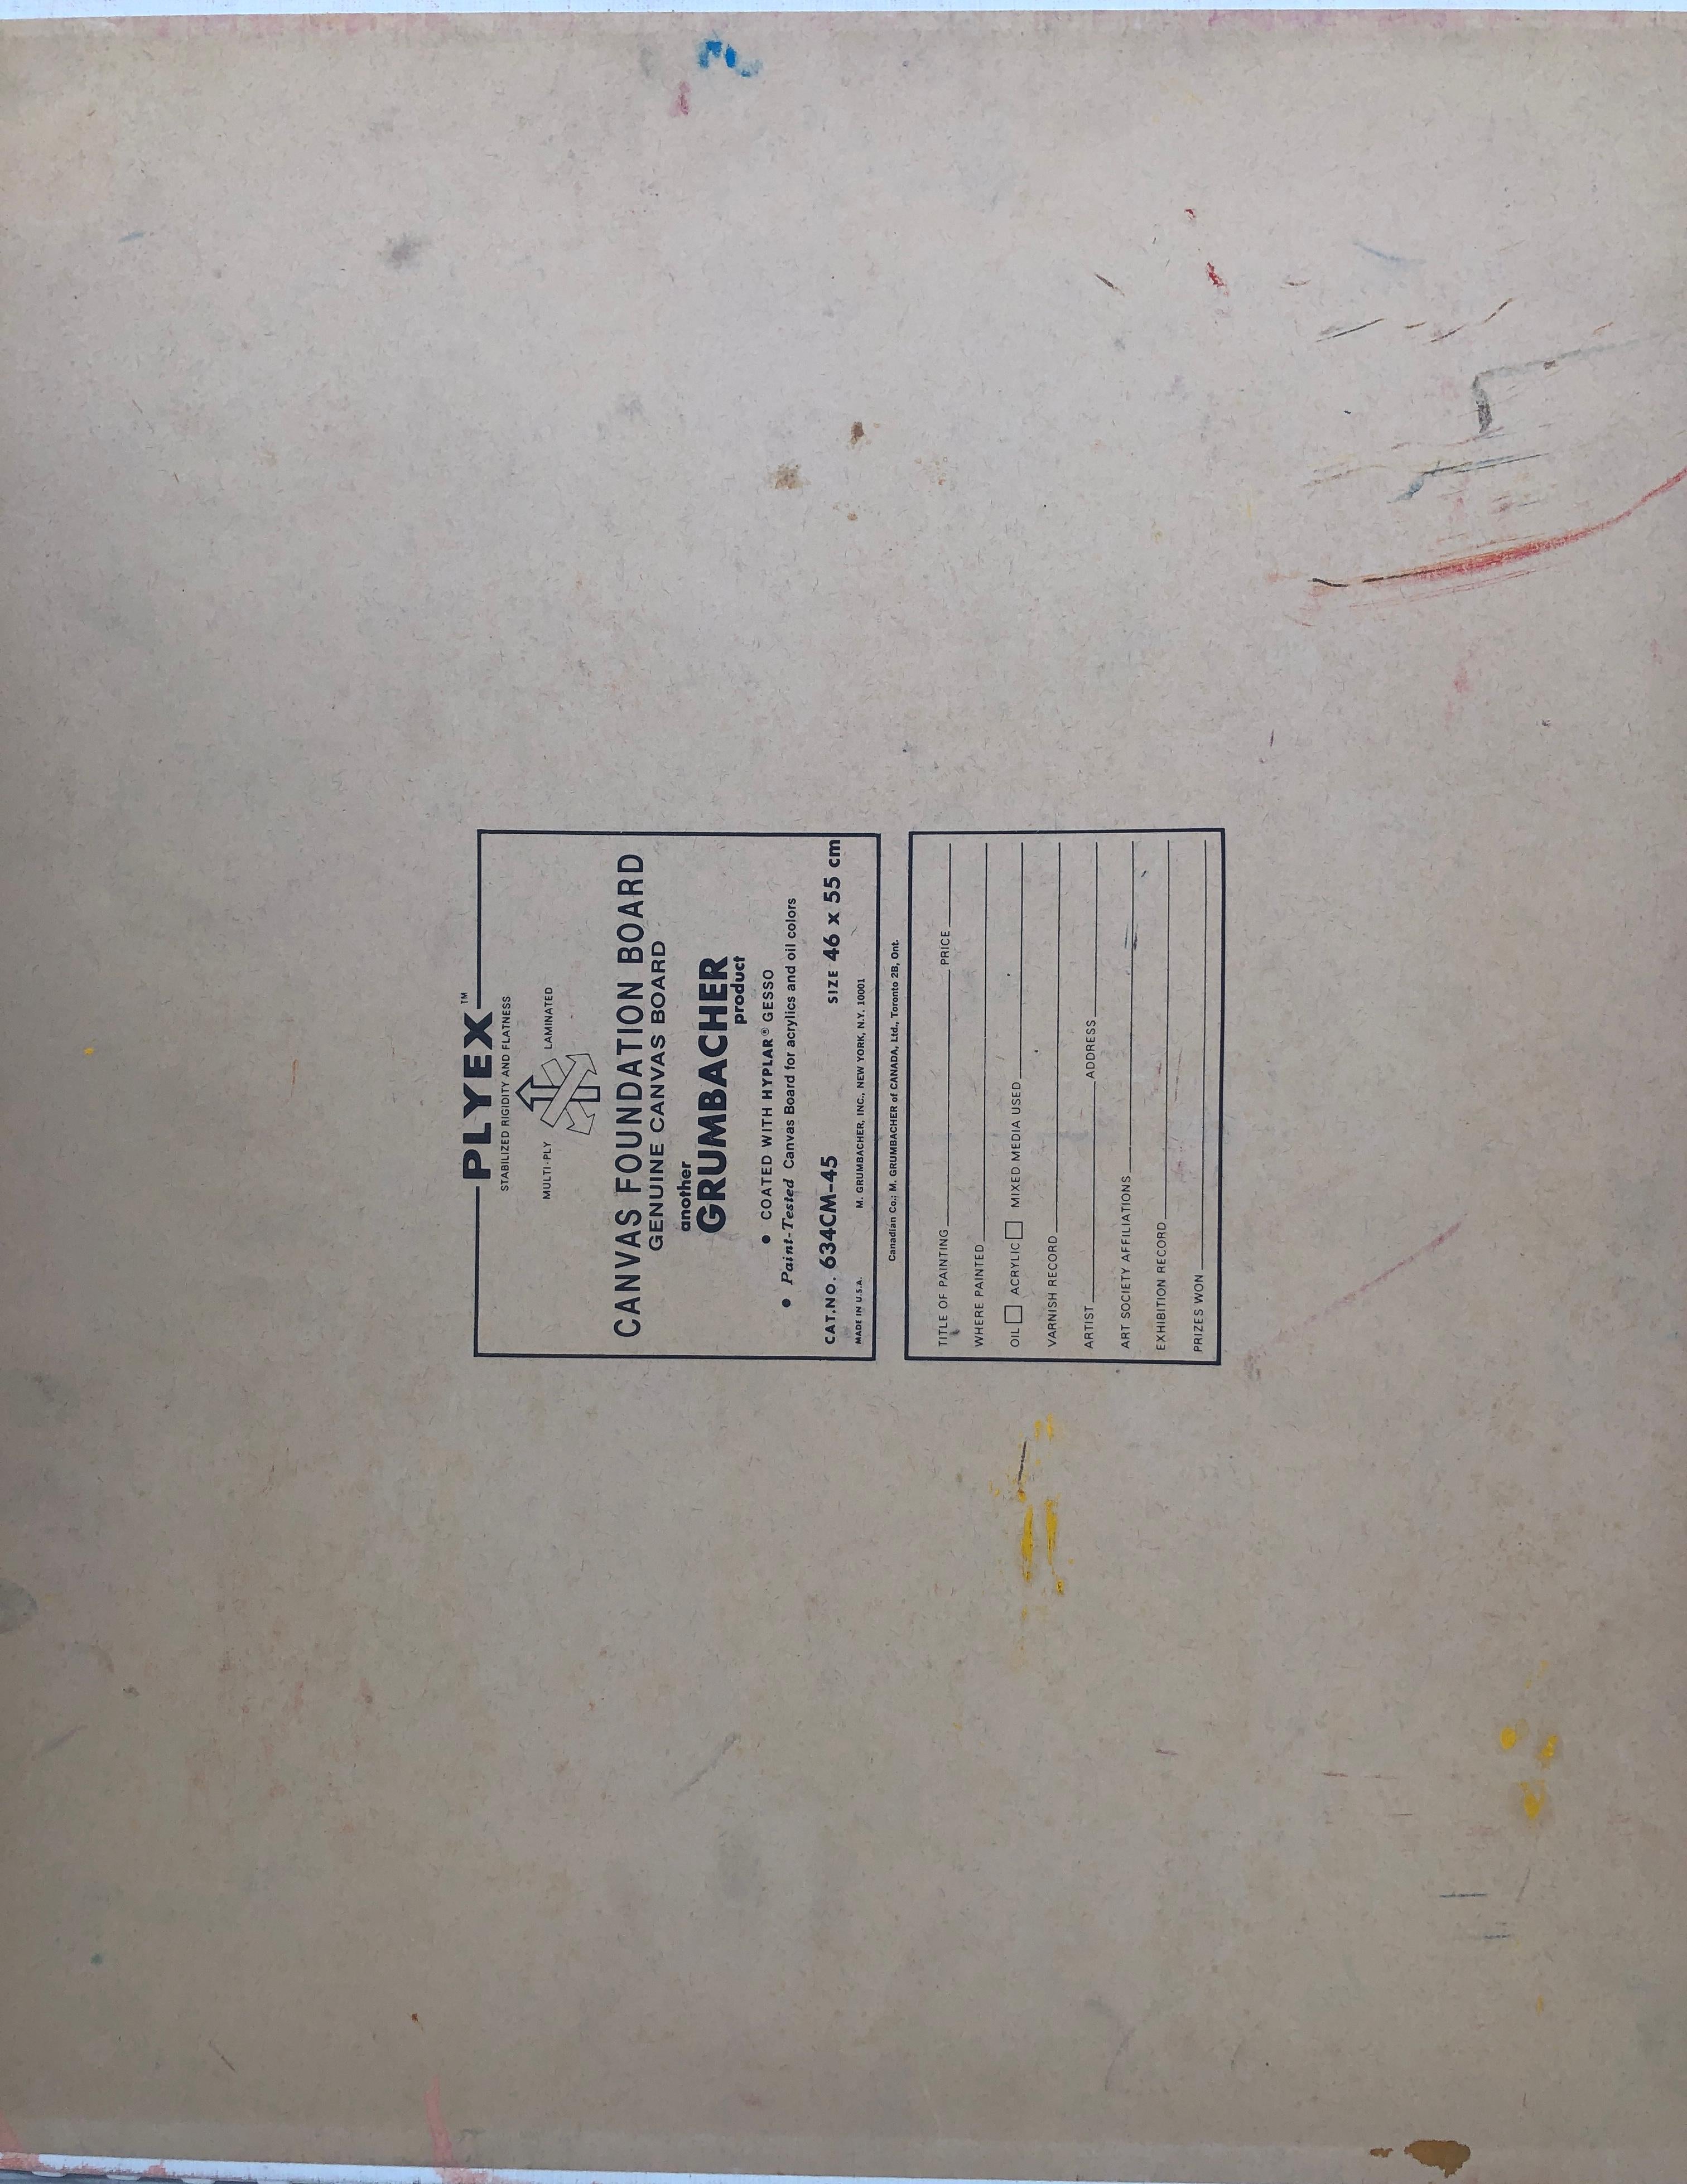 PLYEX™
STABILIZED RIGIDITY AND FLATNESS
MULTI-PLY LAMINATED
CANVAS FOUNDATION BOARD
GENUINE CANVAS BOARD
another
GRUMBACHER
product
• COATED WITH HYPLAR® GESSO
• Paint-Tested Canvas Board for acrylics and oil colors
CAT.NO. 634CM-45 SIZE 46 x 55 cm
MADE IN U.S.A. M. GRUMBACHER, INC., NEW YORK, N.Y. 10001
Canadian Co.: M. GRUMBACHER of CANADA, Ltd., Toronto 2B, Ont.
TITLE OF PAINTING PRICE
WHERE PAINTED
OIL ACRYLIC MIXED MEDIA USED
VARNISH RECORD
ARTIST ADDRESS
ART SOCIETY AFFILIATIONS
EXHIBITION RECORD
PRIZES WON